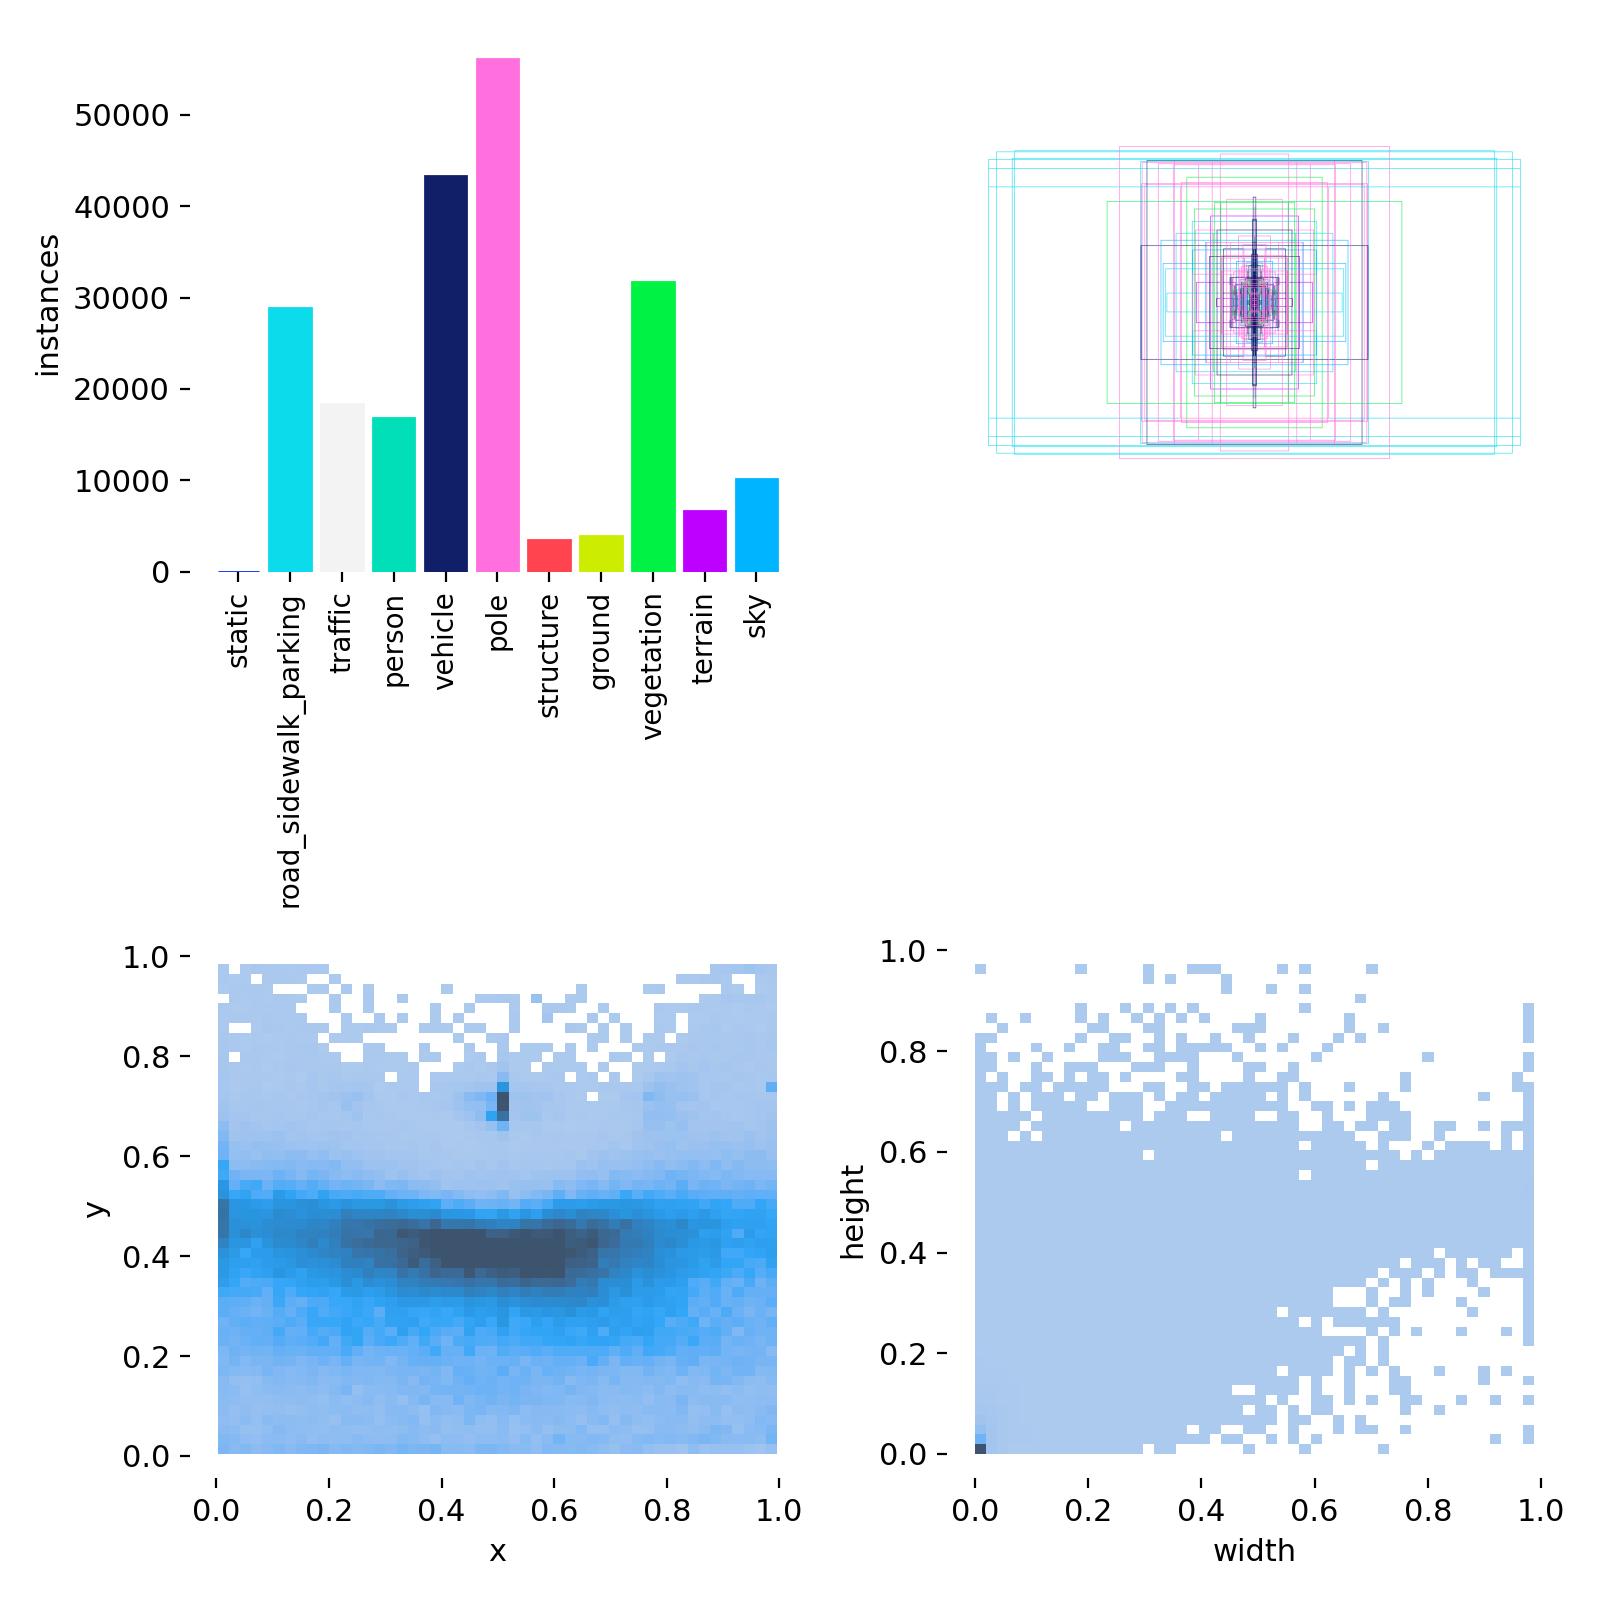 instances
50000
40000
30000
20000
10000
0
static
road_sidewalk_parking
traffic
person
vehicle
pole
structure
ground
vegetation
terrain
sky
y
1.0
0.8
0.6
0.4
0.2
0.0
0.0 0.2 0.4 0.6 0.8 1.0
x
height
1.0
0.8
0.6
0.4
0.2
0.0
0.0 0.2 0.4 0.6 0.8 1.0
width